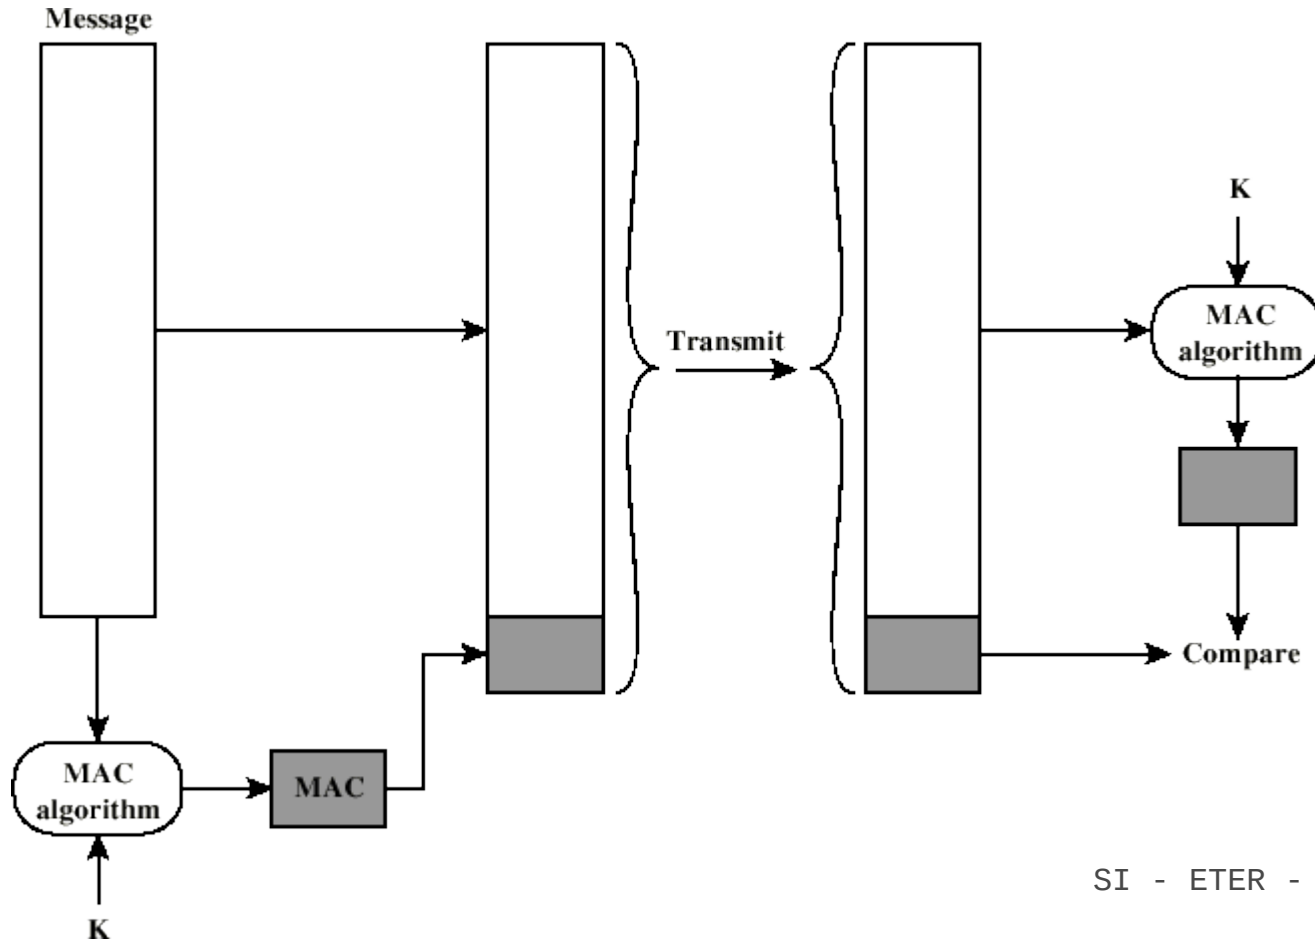 Message
K
Transmit
MAC
algorithm
Compare
MAC
algorithm
MAC
K
SI - ETER -